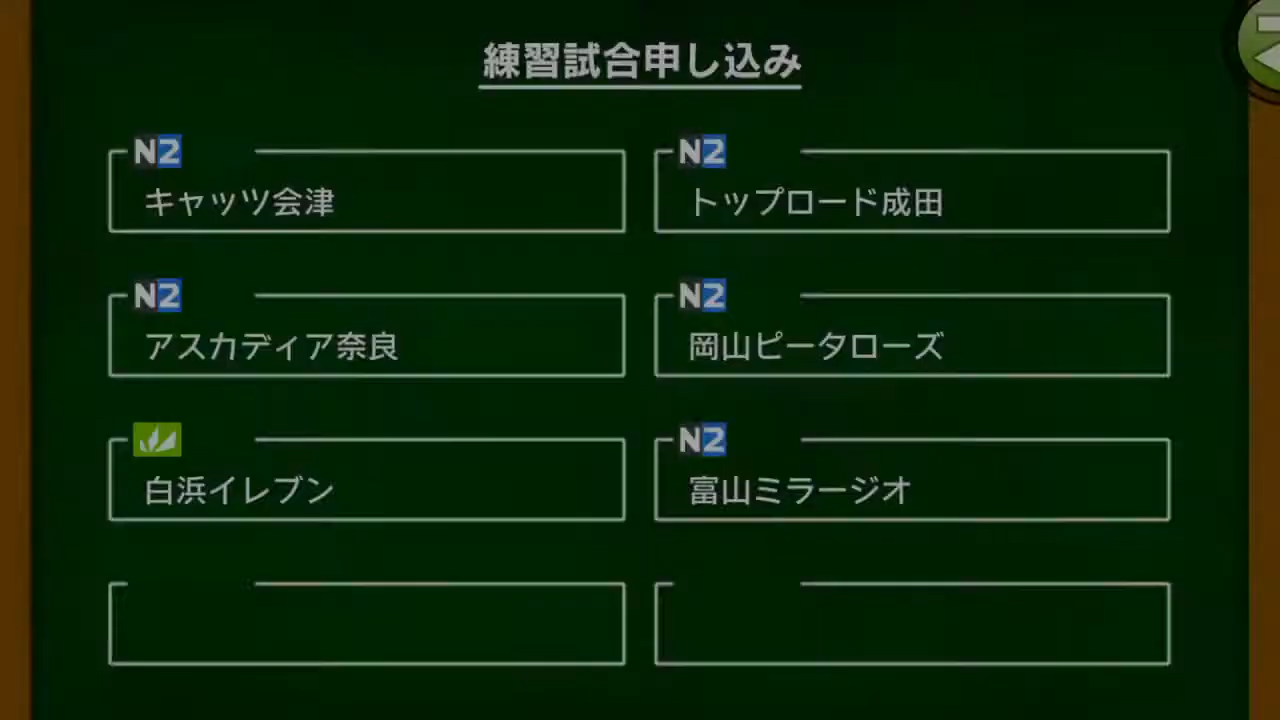 練習試合申し込み
N2
キャッツ会津
N2
トップロード成田
N2
アスカディア奈良
N2
岡山ピータローズ
白浜イレブン
N2
富山ミラージオ